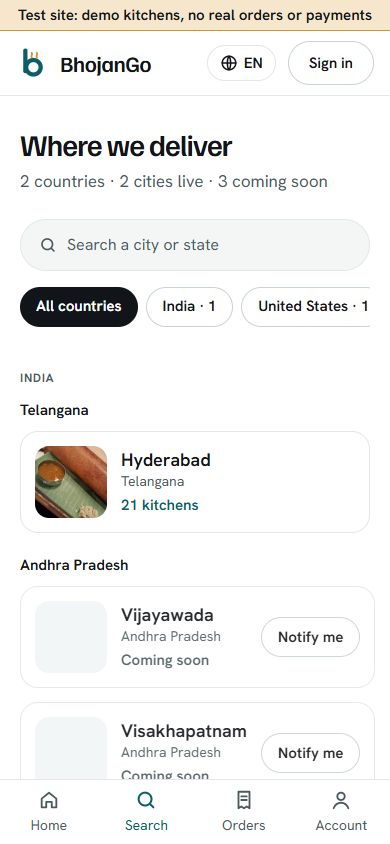 Test site: demo kitchens, no real orders or payments
BhojanGo
EN
Sign in
Where we deliver
2 countries · 2 cities live · 3 coming soon
Search a city or state
All countries
India · 1
United States · 1
INDIA
Telangana
Hyderabad
Telangana
21 kitchens
Andhra Pradesh
Vijayawada
Andhra Pradesh
Coming soon
Notify me
Visakhapatnam
Andhra Pradesh
Coming soon
Notify me
Home
Search
Orders
Account